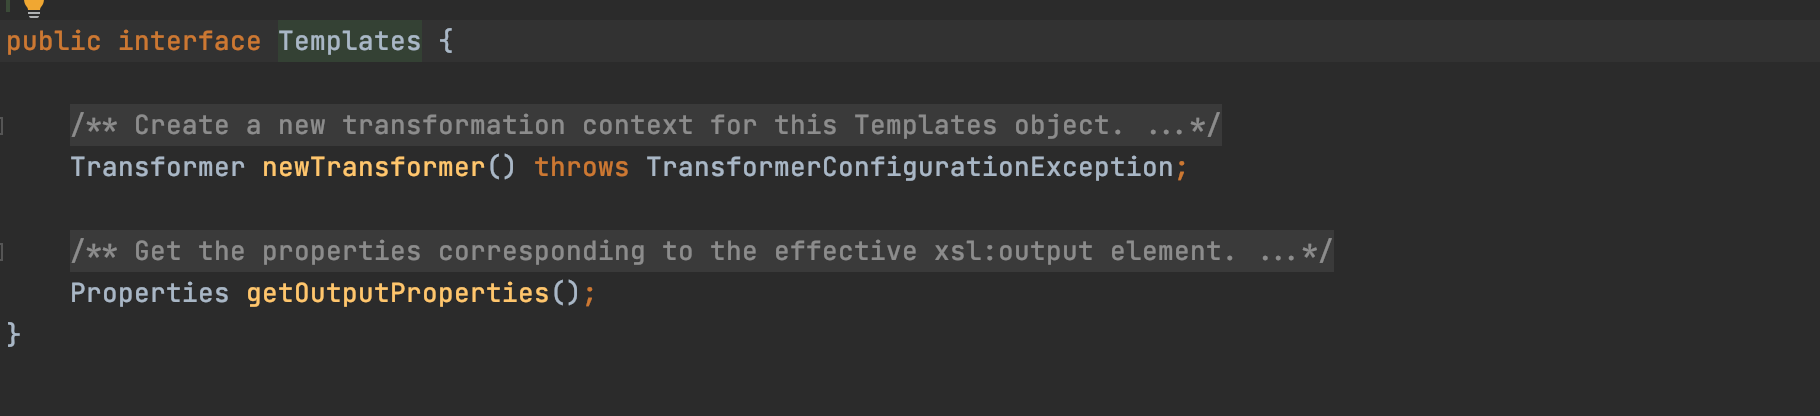 public interface Templates {
/** Create a new transformation context for this Templates object. ...*/
Transformer newTransformer() throws TransformerConfigurationException;
/** Get the properties corresponding to the effective xsl:output element. ...*/
Properties getOutputProperties();
}